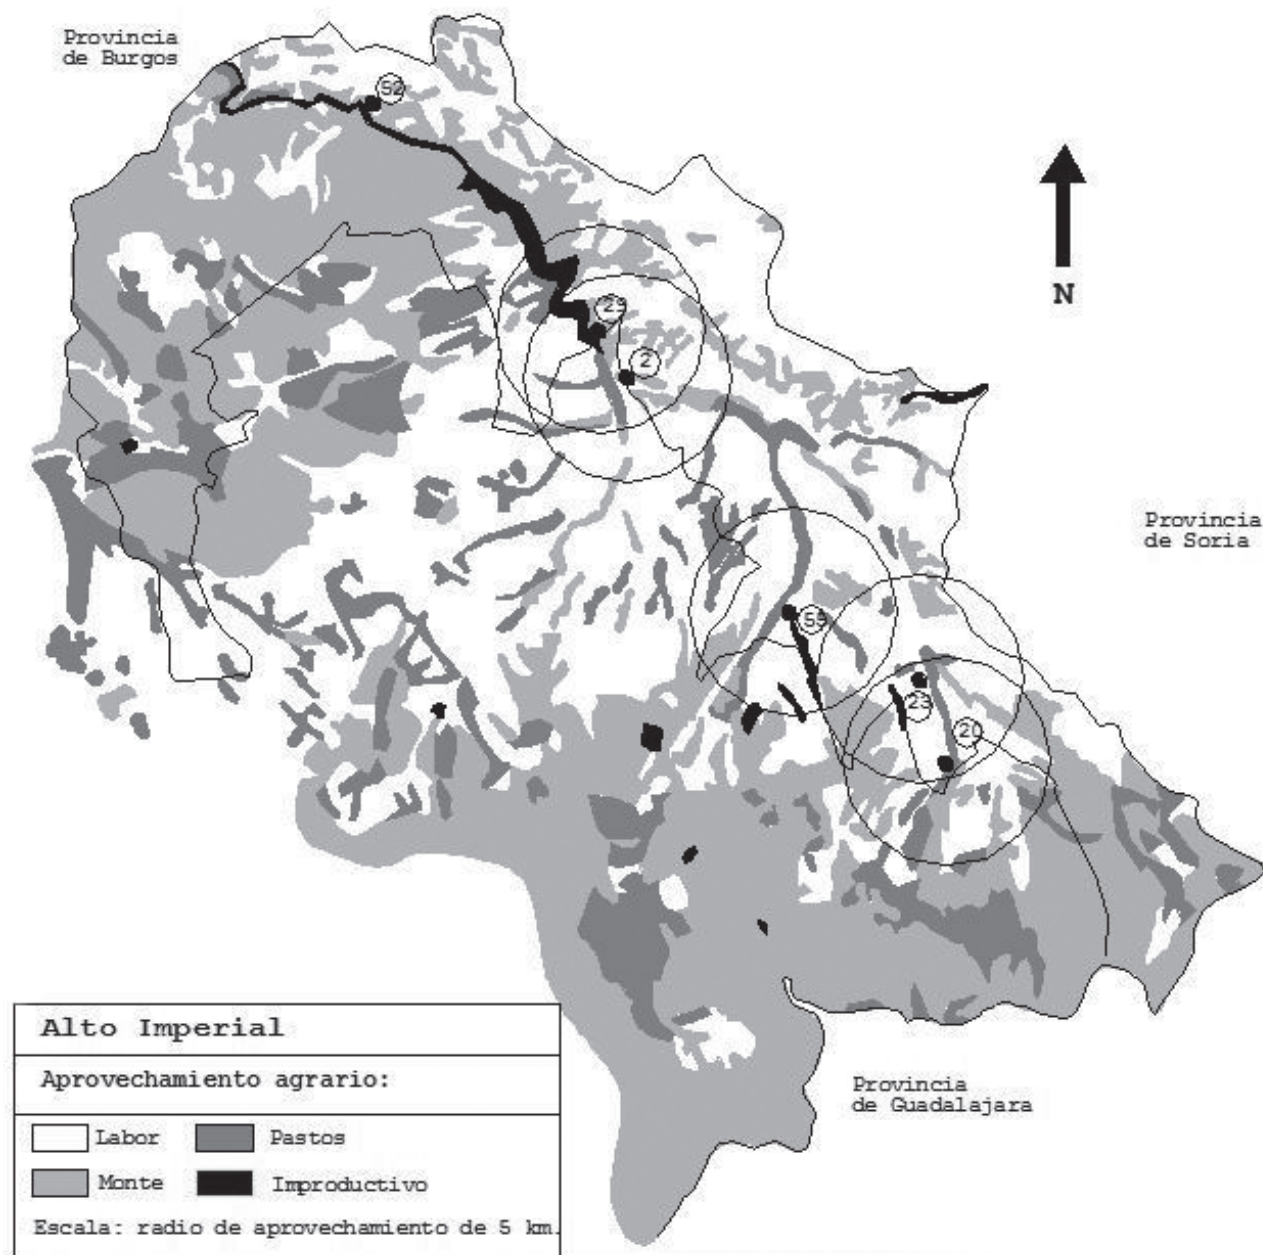 Provincia
de Burgos
52
N
29
2
Provincia
de Soria
55
23
20
Alto Imperial
Aprovechamiento agrario:
Labor Pastos
Monte Improductivo
Escala: radio de aprovechamiento de 5 km.
Provincia
de Guadalajara